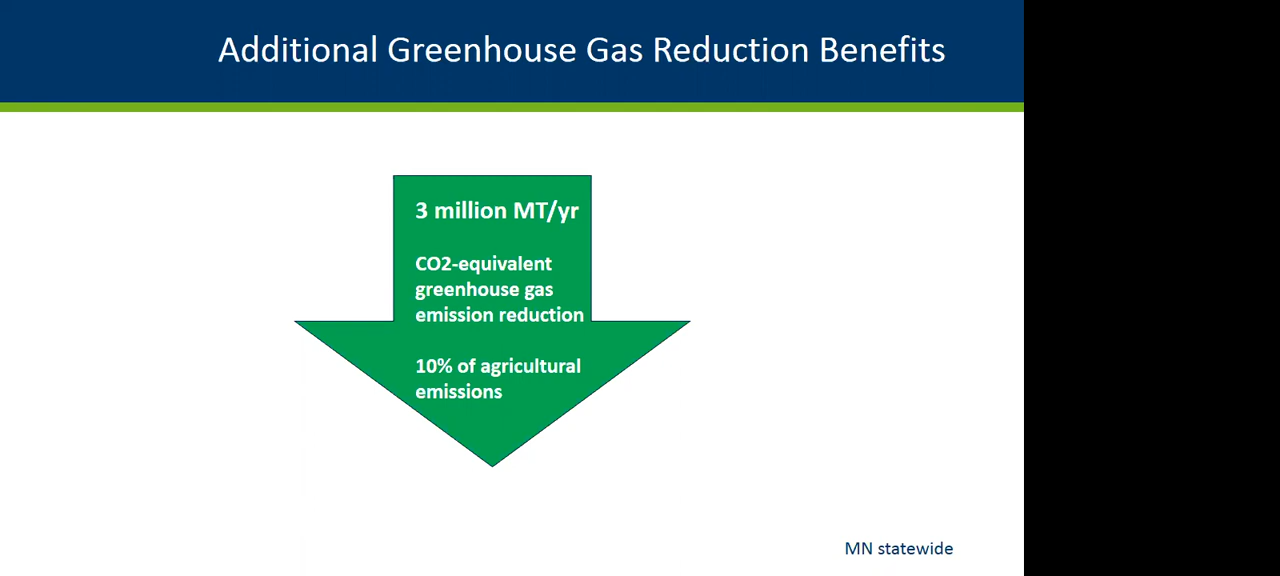 Additional Greenhouse Gas Reduction Benefits
3 million MT/yr
CO2-equivalent
greenhouse gas
emission reduction
10% of agricultural
emissions
MN statewide